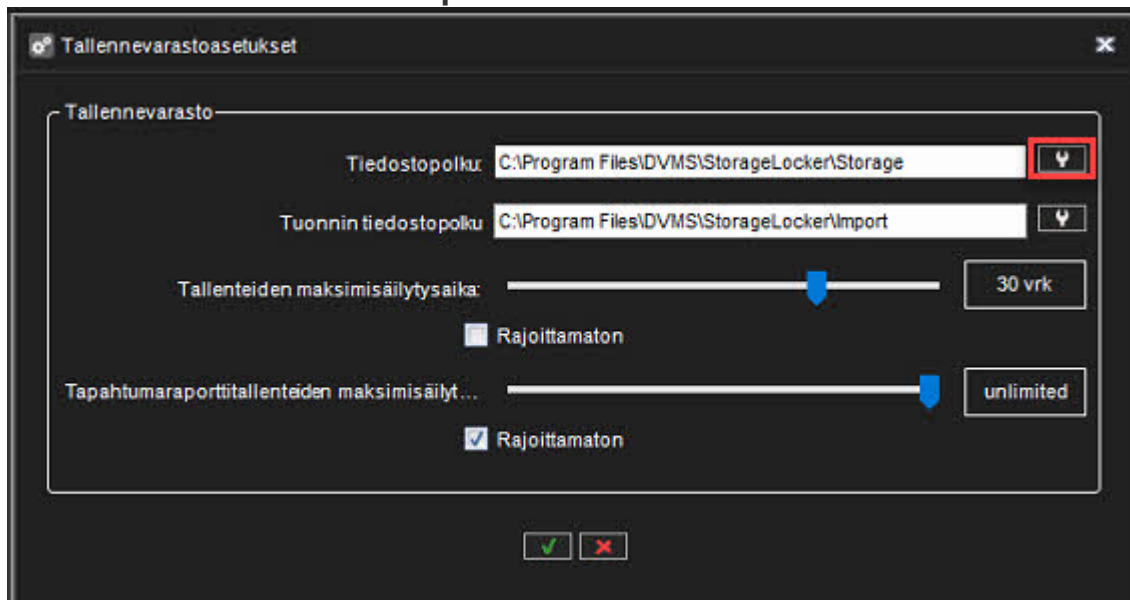 Tallennevarastoasetukset
Tallennevarasto
Tiedostopolku: C:\Program Files\DVMS\StorageLocker\Storage
Tuonnin tiedostopolku C:\Program Files\DVMS\StorageLocker\Import
Tallenteiden maksimisäilytysaika: 30 vrk
Rajoittamaton
Tapahtumaraporttitallenteiden maksimisäilyt... unlimited
Rajoittamaton